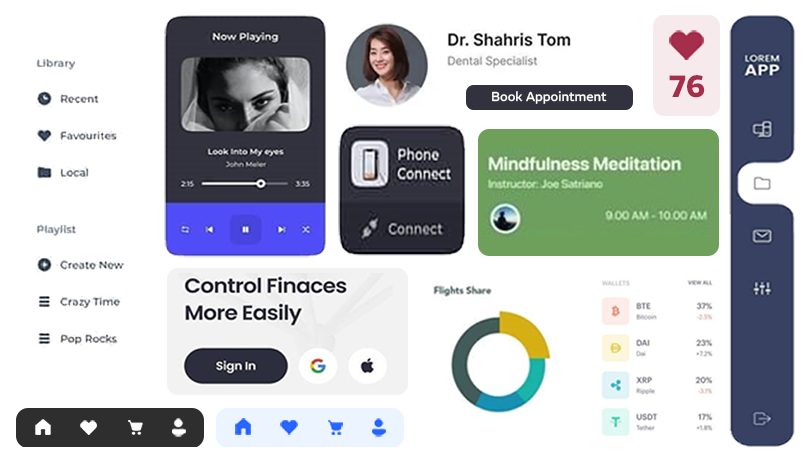 Library
Recent
Favourites
Local
Playlist
Create New
Crazy Time
Pop Rocks
Now Playing
Look Into My eyes
John Meler
2:15
3:35
Dr. Shahris Tom
Dental Specialist
Book Appointment
76
LOREM
APP
Phone
Connect
Connect
Mindfulness Meditation
Instructor: Joe Satriano
9.00 AM - 10.00 AM
Control Finaces
More Easily
Sign In
Flights Share
WALLETS
VIEW ALL
BTE
37%
Bitcoin
-2.5%
DAI
23%
Dai
+7.2%
XRP
20%
Ripple
-3.1%
USDT
17%
Tether
+1.8%